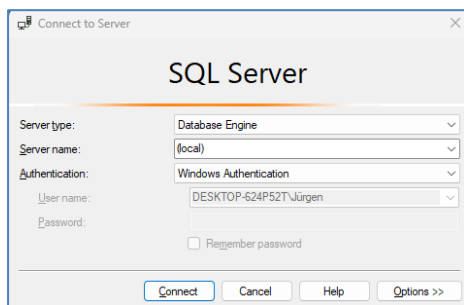 Connect to Server
SQL Server
Server type: Database Engine
Server name: (local)
Authentication: Windows Authentication
User name: DESKTOP-624P52T\Jürgen
Password:
Remember password
Connect Cancel Help Options >>